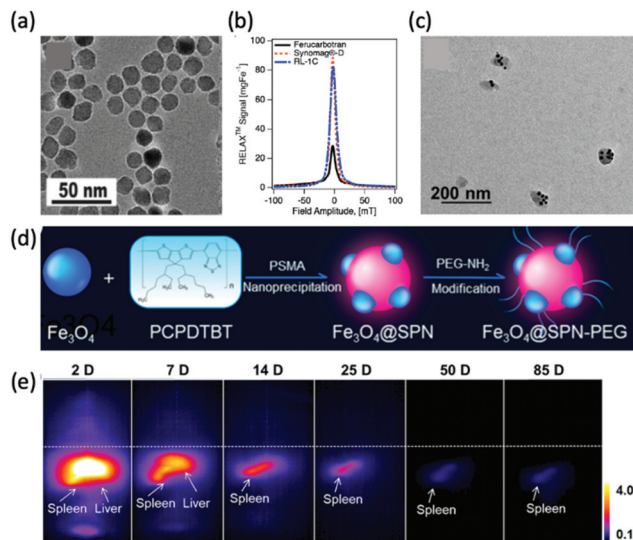 (a)
50 nm
(b)
RELAX™ Signal [mgFe⁻¹]
100
80
60
40
20
0
Ferucarbotran
Synomag®-D
RL-1C
-100
-50
0
50
100
Field Amplitude, [mT]
(c)
200 nm
(d)
Fe₃O₄
+
PCPDTBT
PSMA
Nanoprecipitation
Fe₃O₄@SPN
PEG-NH₂
Modification
Fe₃O₄@SPN-PEG
(e)
2 D
7 D
14 D
25 D
50 D
85 D
Spleen
Liver
Spleen
Liver
Spleen
Spleen
Spleen
Spleen
4.0
0.1